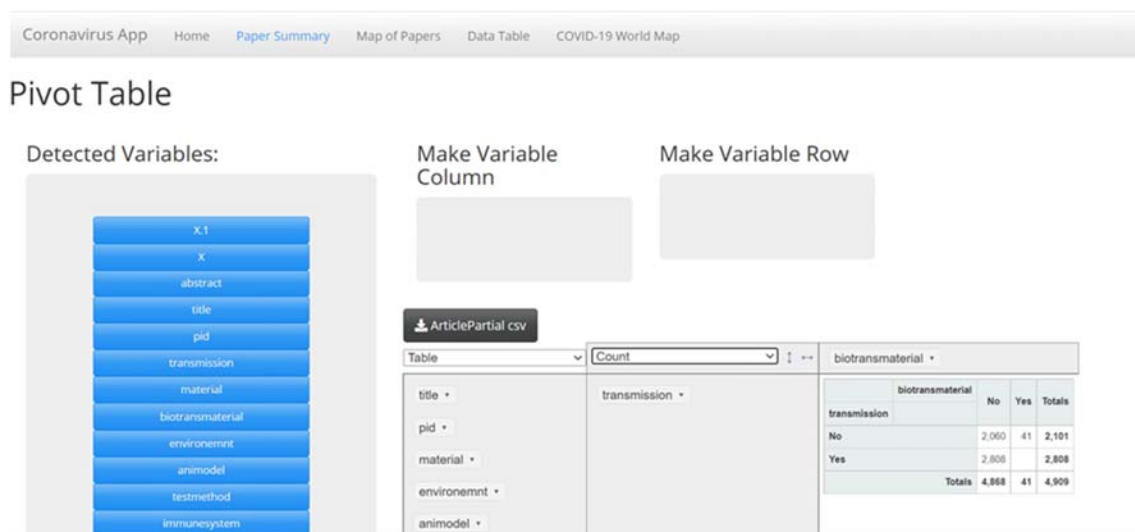 Coronavirus App Home Paper Summary Map of Papers Data Table COVID-19 World Map
Pivot Table
Detected Variables:
X.1
X
abstract
title
pid
transmission
material
biotransmaterial
environemnt
animodel
testmethod
immunesystem
Make Variable
Column
Make Variable Row
ArticlePartial csv
Table Count biotransmaterial
title
pid
material
environemnt
animodel
transmission
biotransmaterial No Yes Totals
transmission
No 2,060 41 2,101
Yes 2,808 2,808
Totals 4,868 41 4,909